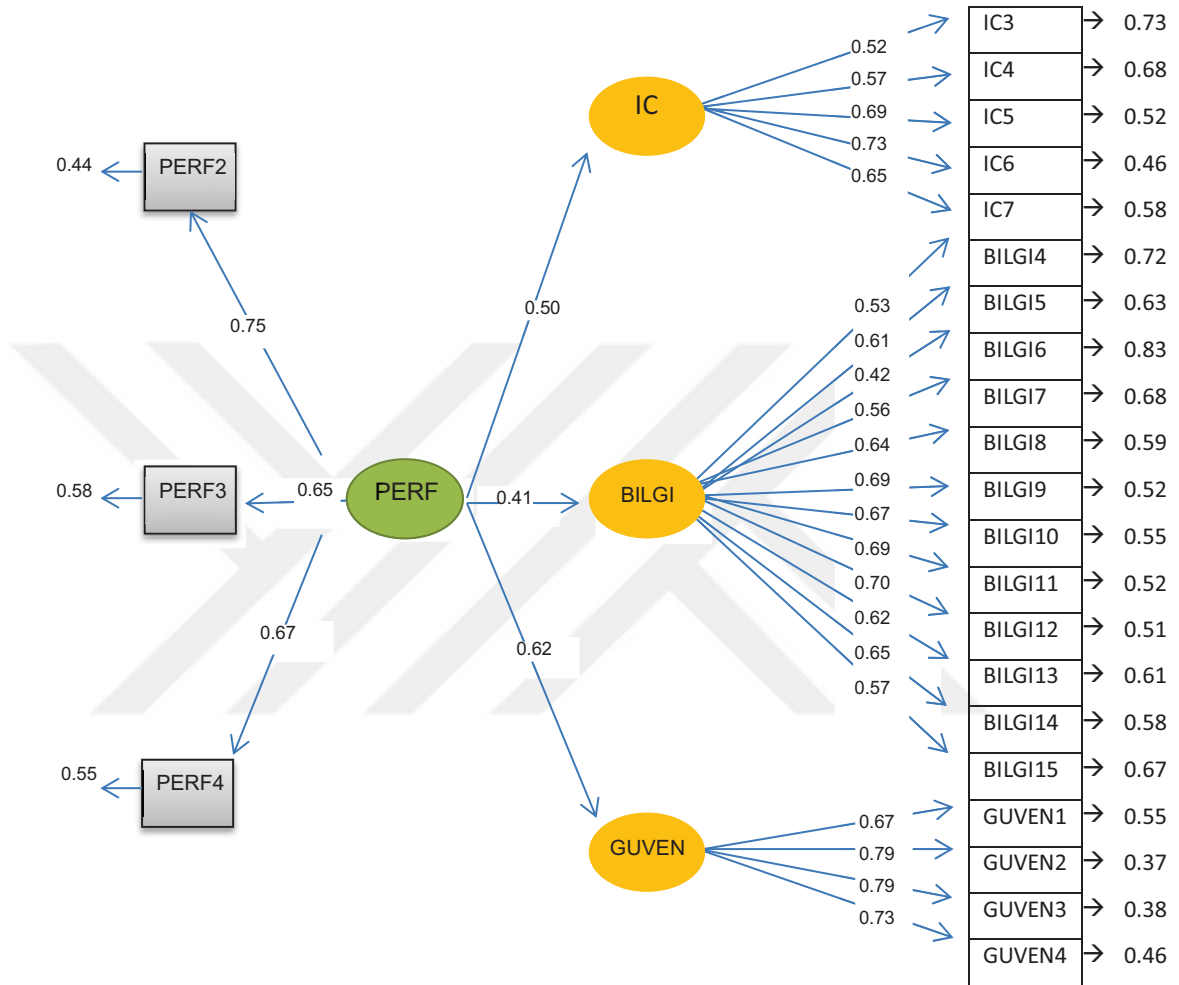 IC3 → 0.73
IC4 → 0.68
IC5 → 0.52
IC6 → 0.46
IC7 → 0.58
BILGI4 → 0.72
BILGI5 → 0.63
BILGI6 → 0.83
BILGI7 → 0.68
BILGI8 → 0.59
BILGI9 → 0.52
BILGI10 → 0.55
BILGI11 → 0.52
BILGI12 → 0.51
BILGI13 → 0.61
BILGI14 → 0.58
BILGI15 → 0.67
GUVEN1 → 0.55
GUVEN2 → 0.37
GUVEN3 → 0.38
GUVEN4 → 0.46
IC
0.52
0.57
0.69
0.73
0.65
0.44
PERF2
0.75
0.50
0.58
PERF3
0.65
PERF
0.41
BILGI
0.53
0.61
0.42
0.56
0.64
0.69
0.67
0.69
0.70
0.62
0.65
0.57
0.67
0.62
0.55
PERF4
GUVEN
0.67
0.79
0.79
0.73